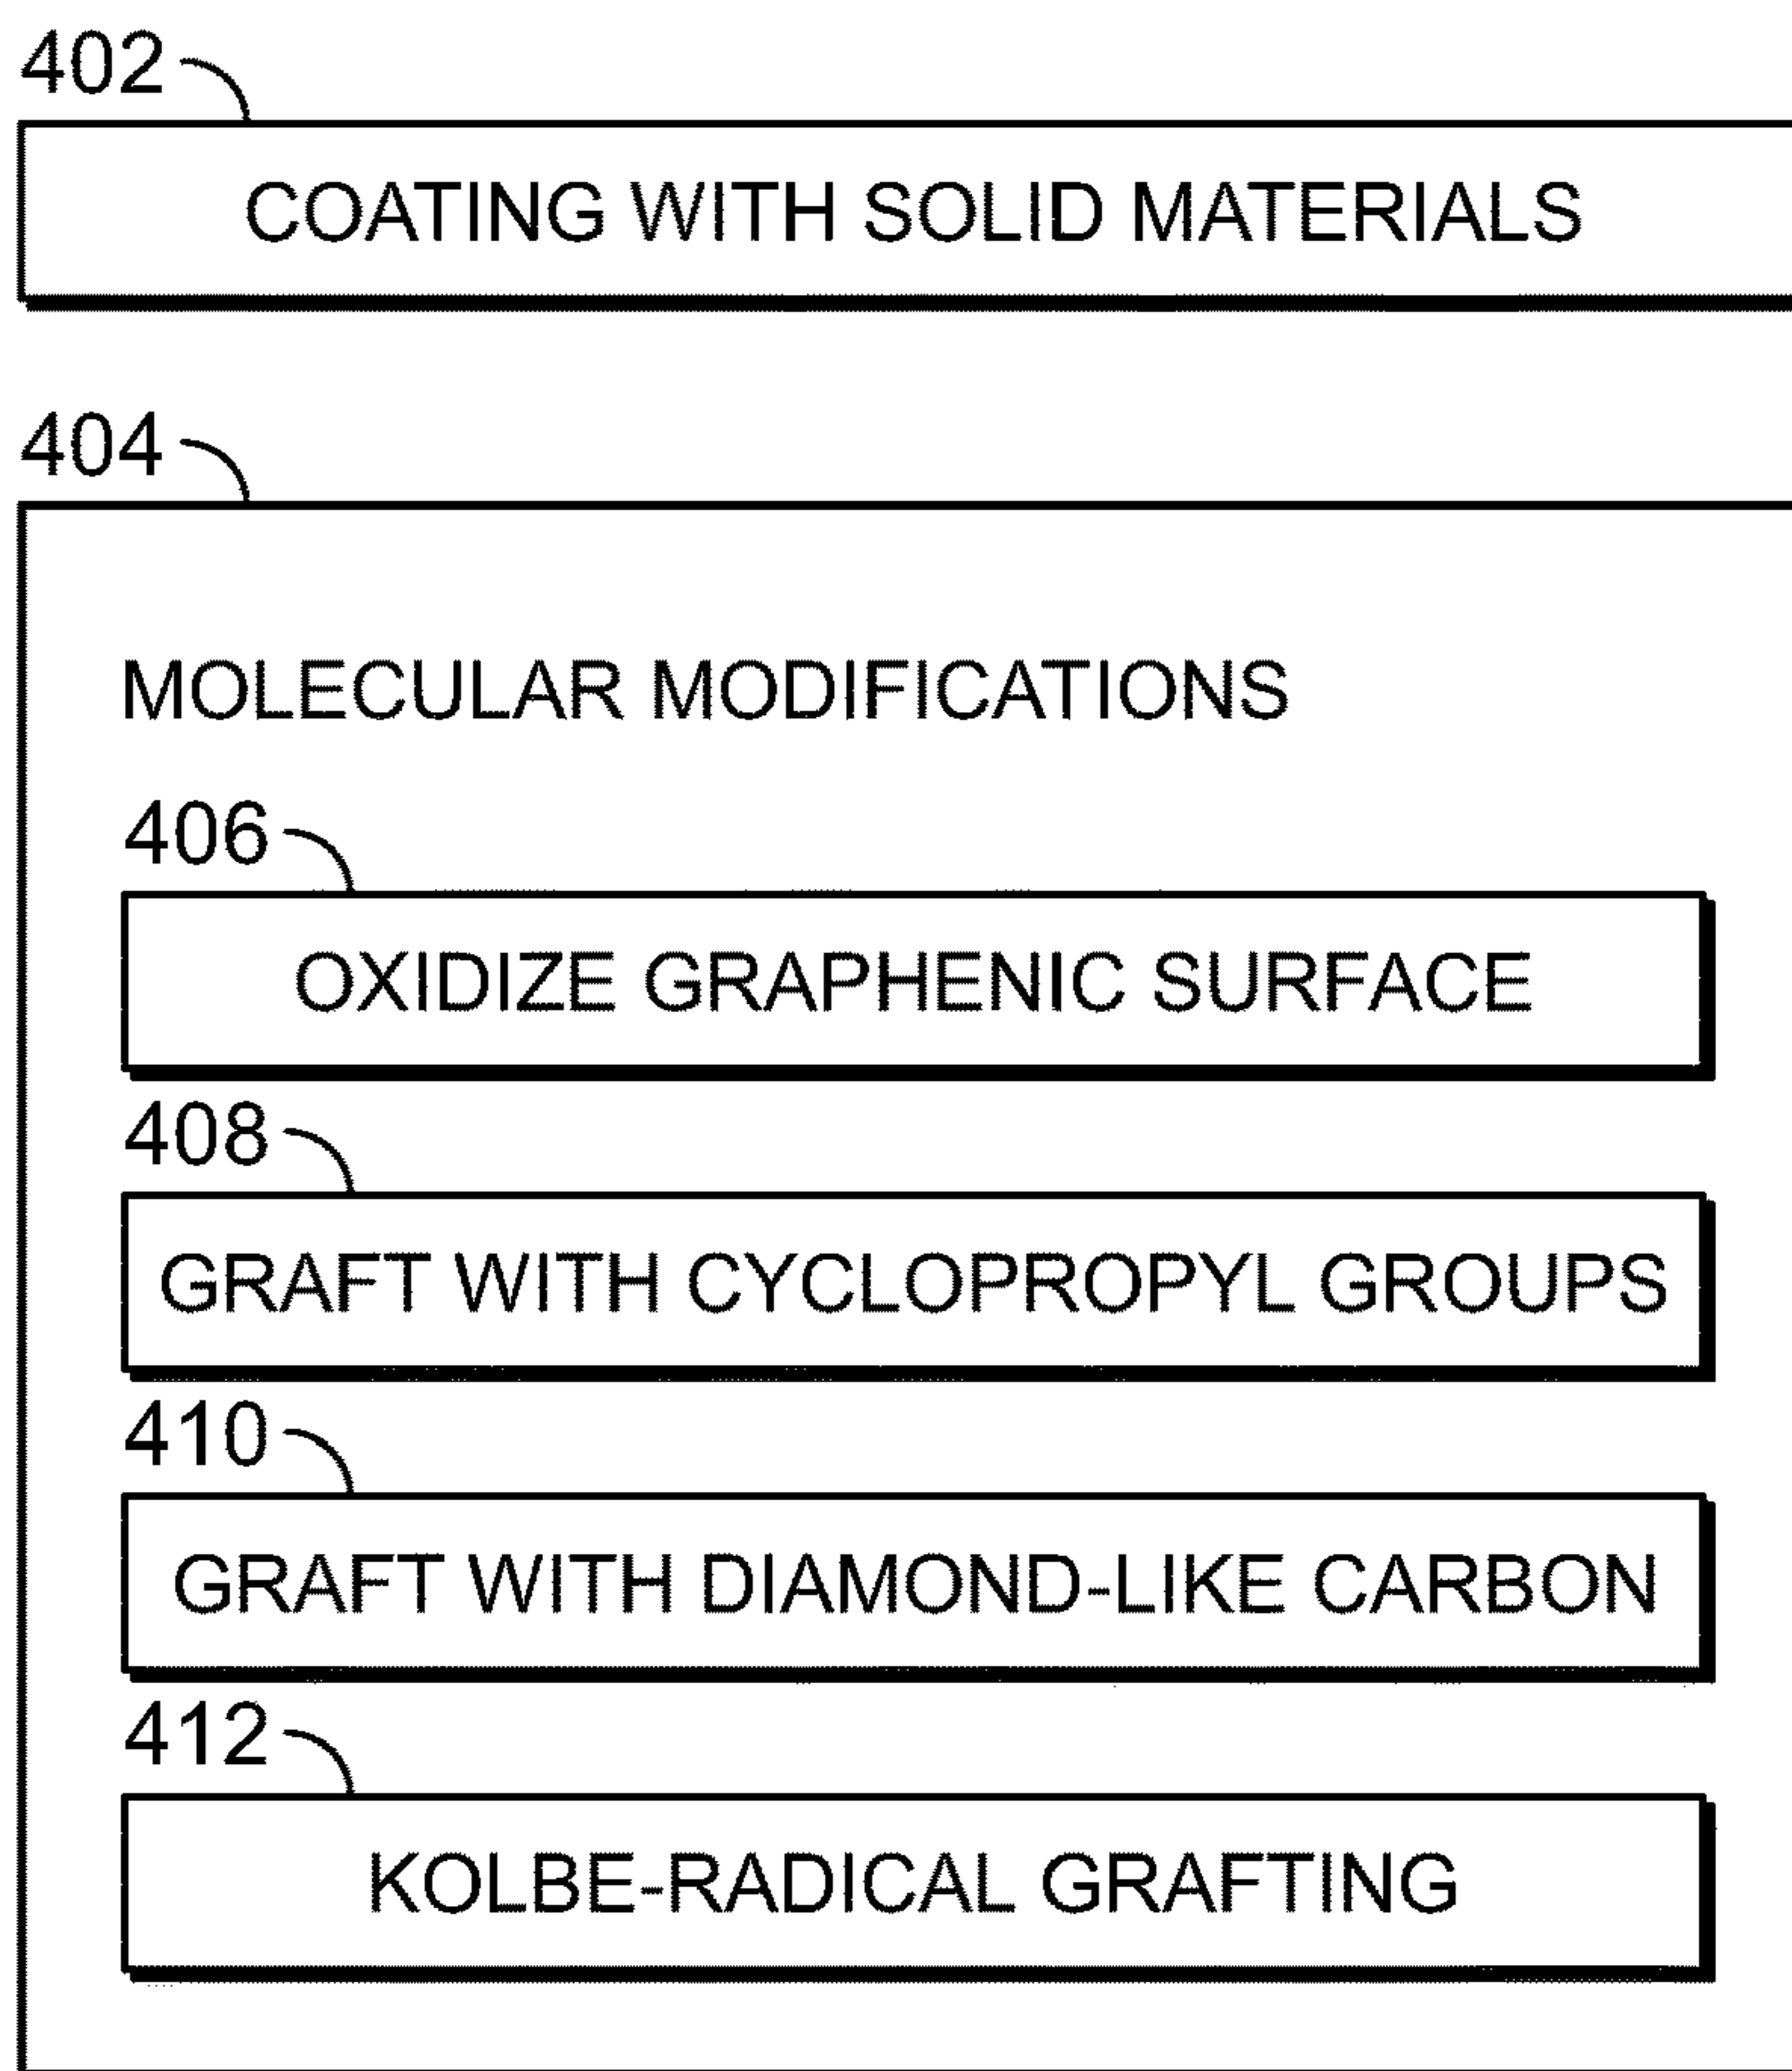 402
COATING WITH SOLID MATERIALS
404
MOLECULAR MODIFICATIONS
406
OXIDIZE GRAPHENIC SURFACE
408
GRAFT WITH CYCLOPROPYL GROUPS
410
GRAFT WITH DIAMOND-LIKE CARBON
412
KOLBE-RADICAL GRAFTING